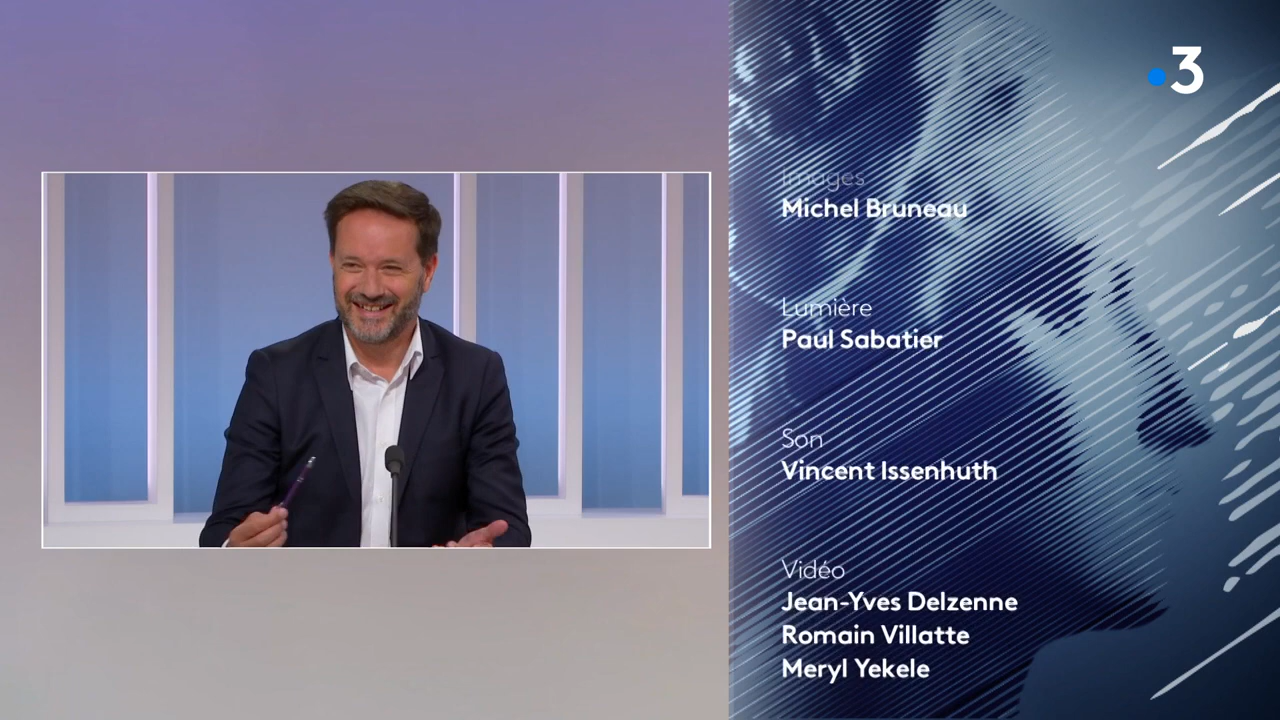 3
Images
Michel Bruneau
Lumière
Paul Sabatier
Son
Vincent Issenhuth
Vidéo
Jean-Yves Delzenne
Romain Villatte
Meryl Yekele